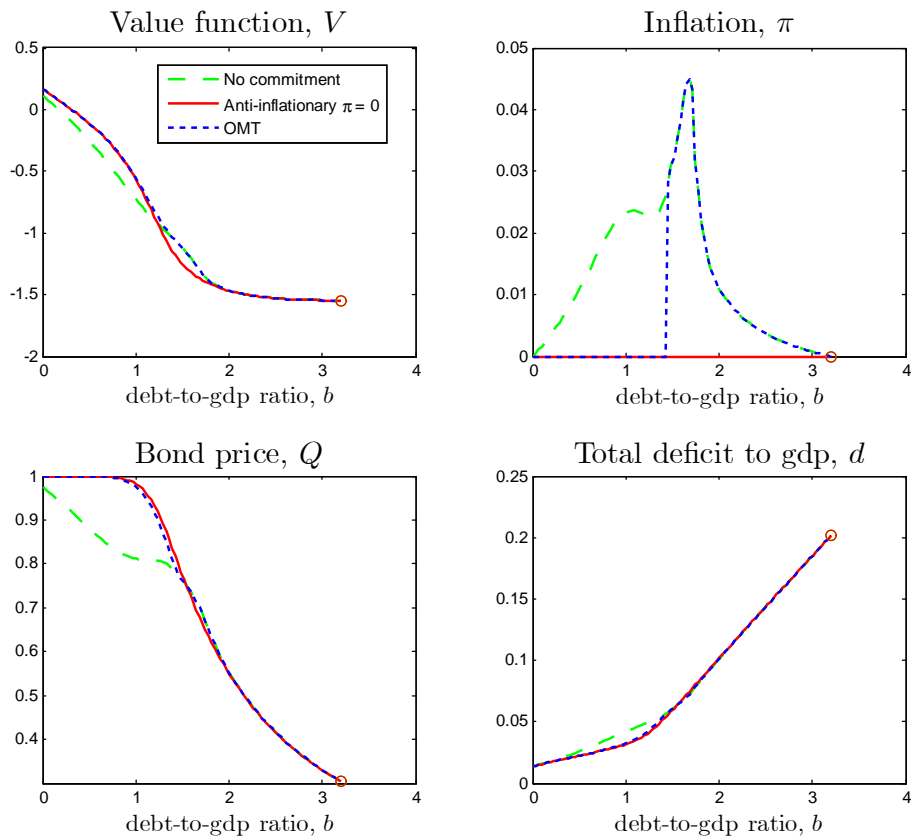 Value function, V
0.5
0
-0.5
-1
-1.5
-2
0 1 2 3 4
debt-to-gdp ratio, b
No commitment
Anti-inflationary π = 0
OMT
Inflation, π
0.05
0.04
0.03
0.02
0.01
0
0 1 2 3 4
debt-to-gdp ratio, b
Bond price, Q
1
0.9
0.8
0.7
0.6
0.5
0.4
0 1 2 3 4
debt-to-gdp ratio, b
Total deficit to gdp, d
0.25
0.2
0.15
0.1
0.05
0
0 1 2 3 4
debt-to-gdp ratio, b